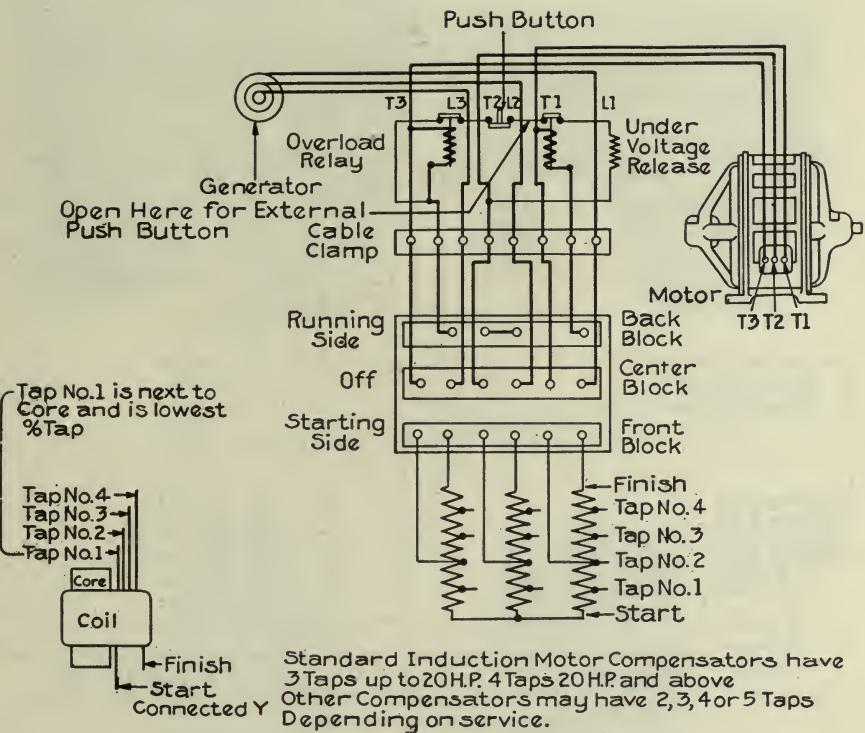 Push Button
T3 L3 T2 L2 T1 L1
Overload
Relay
Under
Voltage
Release
Generator
Open Here for External
Push Button
Cable
Clamp
Motor
T3 T2 T1
Running
Side
Back
Block
Off
Center
Block
Starting
Side
Front
Block
Tap No.1 is next to
Core and is lowest
%Tap
Finish
Tap No.4
Tap No.3
Tap No.2
Tap No.1
Start
Tap No.4
Tap No.3
Tap No.2
Tap No.1
Core
Coil
Finish
Start
Connected Y
Standard Induction Motor Compensators have
3 Taps up to 20 H.P. 4 Taps 20 H.P. and above
Other Compensators may have 2,3,4 or 5 Taps
Depending on service.